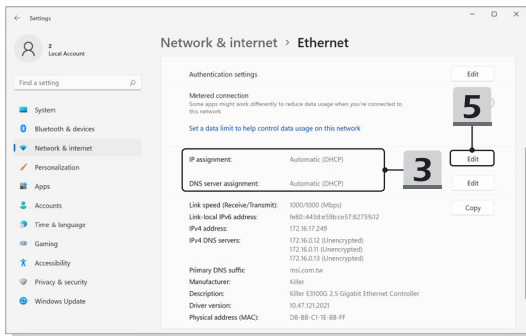 Settings
z
Local Account
Find a setting
System
Bluetooth & devices
Network & internet
Personalization
Apps
Accounts
Time & language
Gaming
Accessibility
Privacy & security
Windows Update
Network & internet > Ethernet
Authentication settings
Edit
Metered connection
Some apps might work differently to reduce data usage when you're connected to
this network
5
Set a data limit to help control data usage on this network
IP assignment: Automatic (DHCP)
Edit
3
DNS server assignment: Automatic (DHCP)
Edit
Link speed (Receive/Transmit): 1000/1000 (Mbps)
Copy
Link-local IPv6 address: fe80::443d:e59b:ce57:8275%12
IPv4 address: 172.16.17.249
IPv4 DNS servers: 172.16.0.12 (Unencrypted)
172.16.0.11 (Unencrypted)
172.16.0.13 (Unencrypted)
Primary DNS suffix: msi.com.tw
Manufacturer: Killer
Description: Killer E3100G 2.5 Gigabit Ethernet Controller
Driver version: 10.47.121.2021
Physical address (MAC): D8-BB-C1-1E-8B-FF